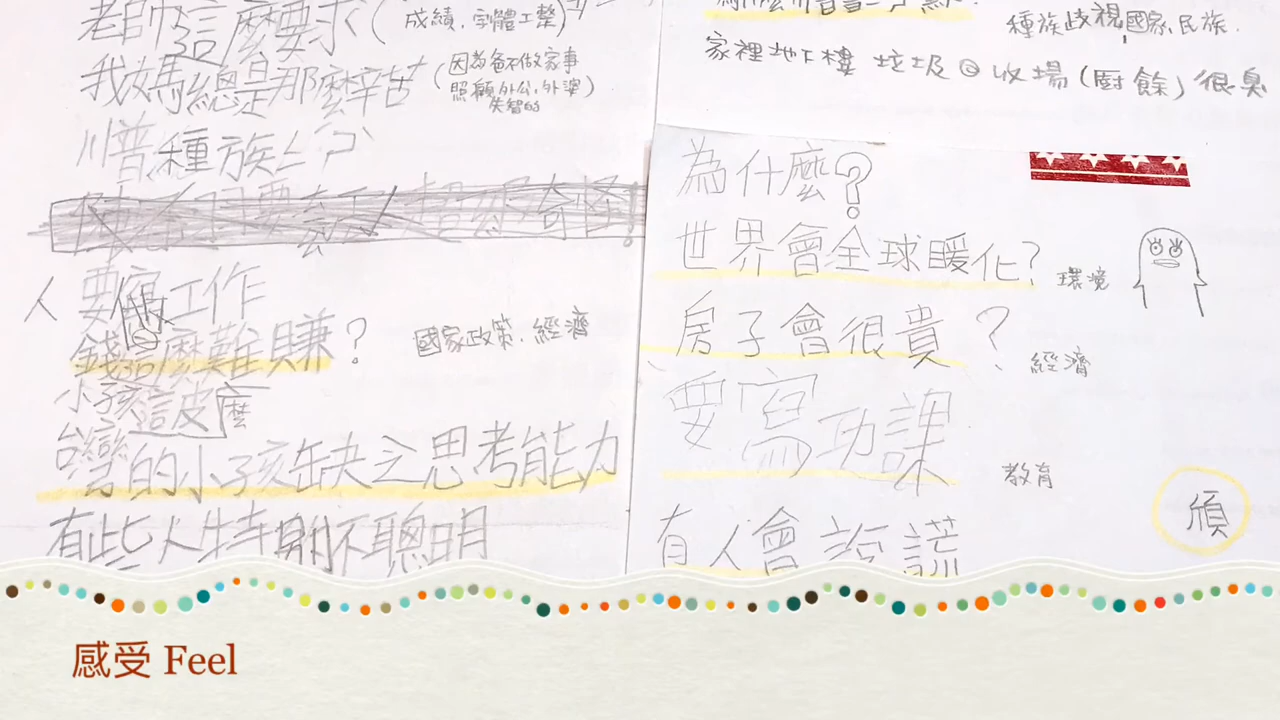 老師這麼要求(成績、字體工整)
我媽總是那麼辛苦(因為爸不做家事
照顧外公、外婆)
失智的
種族
人要做工作
錢這麼難賺?
國家政策、經濟
小孩這皮麼
台灣的小孩缺乏思考能力
有些人特別不聰明
種族歧視國家、民族.
家裡地下樓 垃圾回收場(廚餘)很臭
為什麼?
世界會全球暖化?
環境
房子會很貴?
經濟
要寫功課
教育
有人會說謊
頎
感受 Feel